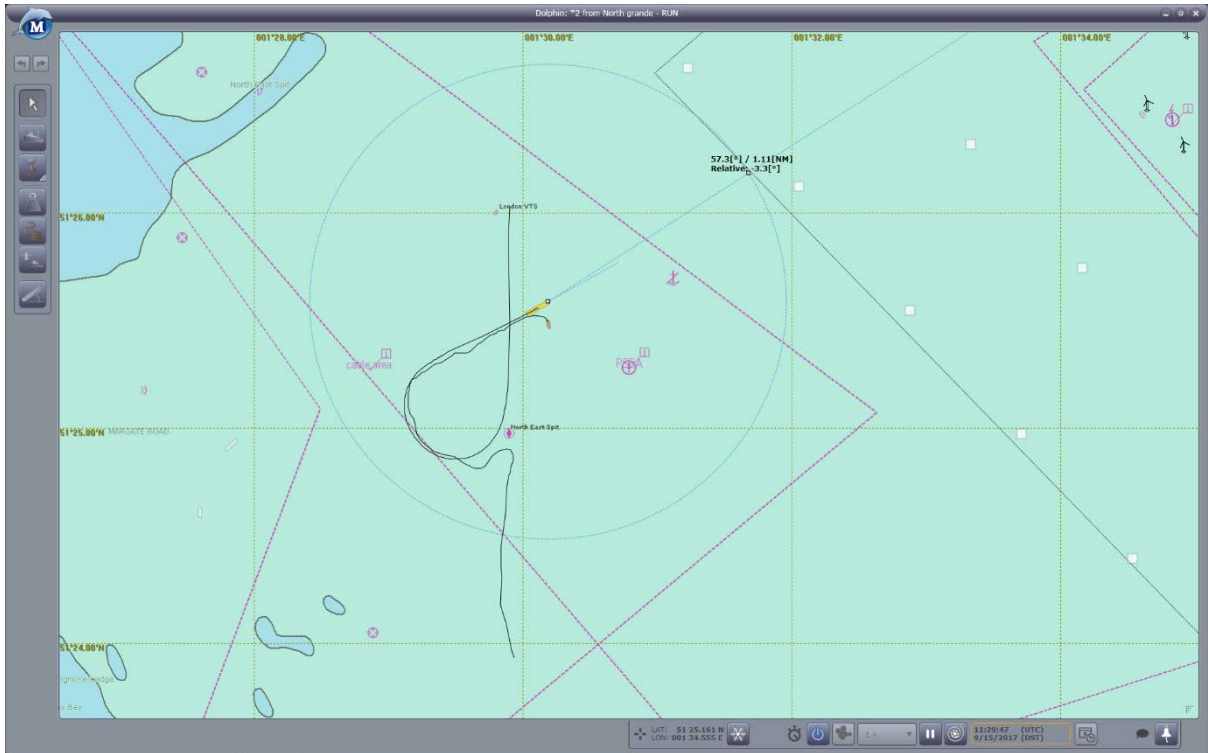 Dolphin: "2 from North grande - RUN
M
001°28.00'E
001°30.00'E
001°32.00'E
001°34.00'E
North East Spit
57.3[°] / 1.11[NM]
Relative: -3.3[°]
London VTS
51°26.00'N
cable area
PSSA
51°25.00'N
MARGATE ROAD
North East Spit
51°24.00'N
LAT: 51 25.161 N
LON: 001 34.555 E
1 x
11:29:47 (UTC)
9/15/2017 (DST)